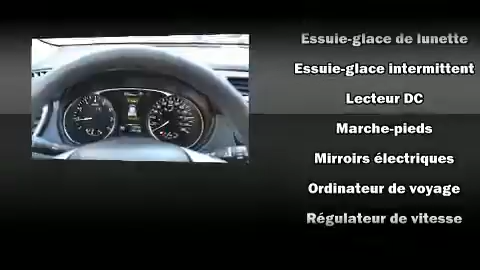 Essuie-glace de lunette
Essuie-glace intermittent
Lecteur DC
Marche-pieds
Mirroirs électriques
Ordinateur de voyage
Régulateur de vitesse